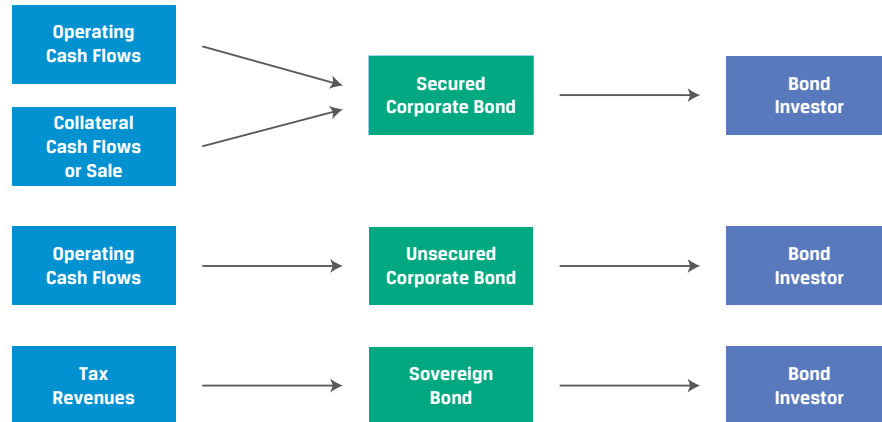 Operating
Cash Flows
Collateral
Cash Flows
or Sale
Secured
Corporate Bond
Bond
Investor
Operating
Cash Flows
Unsecured
Corporate Bond
Bond
Investor
Tax
Revenues
Sovereign
Bond
Bond
Investor